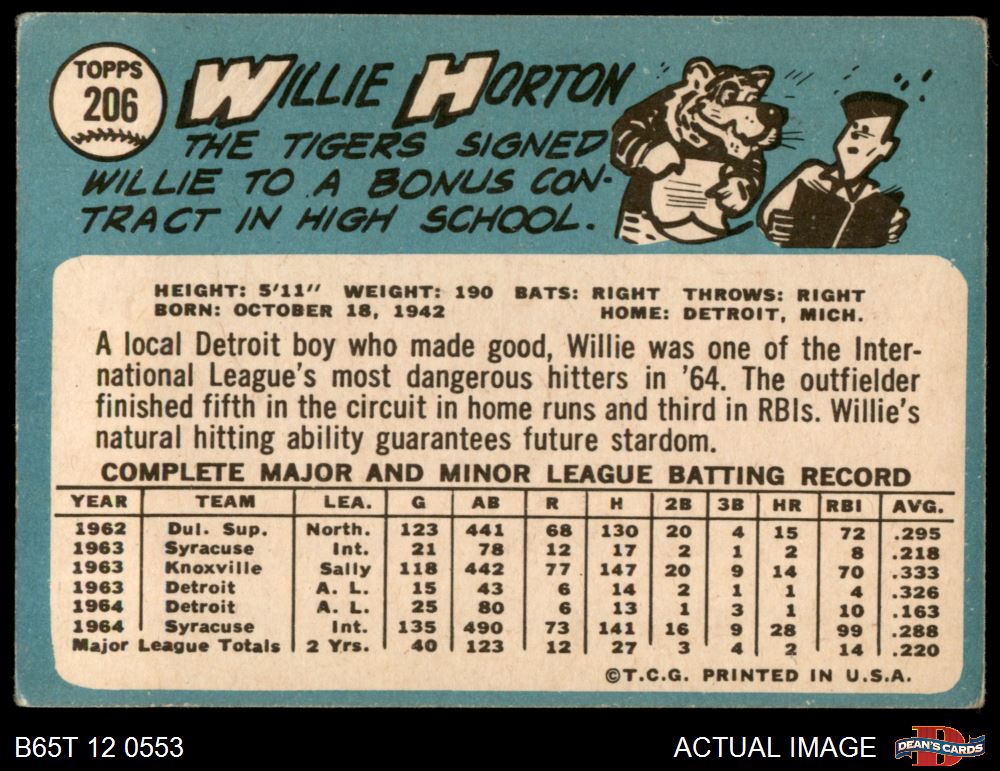 TOPPS
206
WILLIE HORTON
THE TIGERS SIGNED
WILLIE TO A BONUS CON-
TRACT IN HIGH SCHOOL.
HEIGHT: 5'11" WEIGHT: 190 BATS: RIGHT THROWS: RIGHT
BORN: OCTOBER 18, 1942 HOME: DETROIT, MICH.
A local Detroit boy who made good, Willie was one of the Inter-
national League's most dangerous hitters in '64. The outfielder
finished fifth in the circuit in home runs and third in RBIs. Willie's
natural hitting ability guarantees future stardom.
COMPLETE MAJOR AND MINOR LEAGUE BATTING RECORD
YEAR TEAM LEA. G AB R H 2B 3B HR RBI AVG.
1962 Dul. Sup. North. 123 441 68 130 20 4 15 72 .295
1963 Syracuse Int. 21 78 12 17 2 1 2 8 .218
1963 Knoxville Sally 118 442 77 147 20 9 14 70 .333
1963 Detroit A. L. 15 43 6 14 2 1 1 4 .326
1964 Detroit A. L. 25 80 6 13 1 3 1 10 .163
1964 Syracuse Int. 135 490 73 141 16 9 28 99 .288
Major League Totals 2 Yrs. 40 123 12 27 3 4 2 14 .220
©T.C.G. PRINTED IN U.S.A.
B65T 12 0553 ACTUAL IMAGE D DEAN'S CARDS